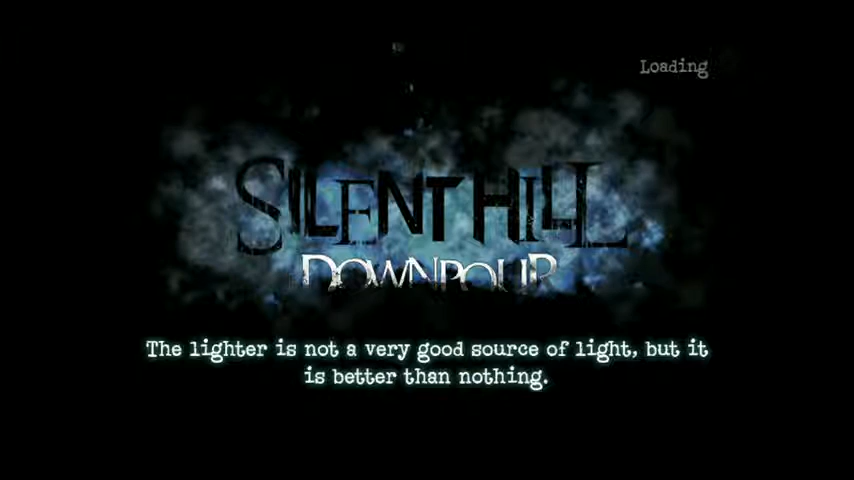 Loading
SILENT HILL
DOWNPOUR
The lighter is not a very good source of light, but it
is better than nothing.